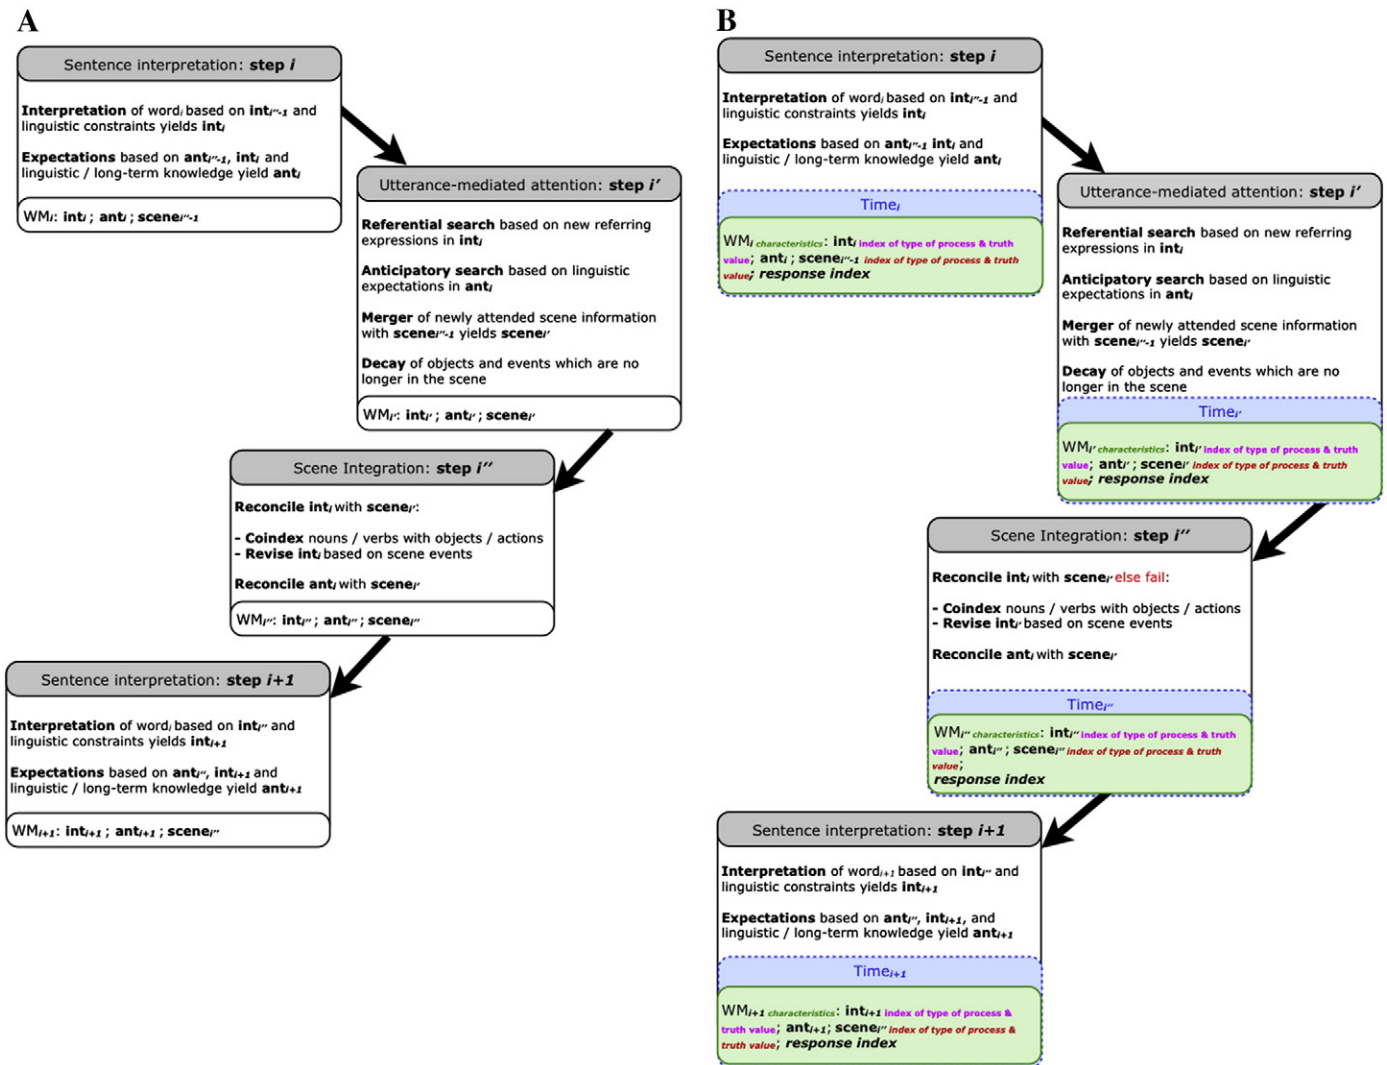 A
Sentence interpretation: step i
Interpretation of wordi based on inti″-1 and
linguistic constraints yields inti
Expectations based on anti″-1, inti and
linguistic / long-term knowledge yield anti
WMi: inti ; anti ; scenei″-1
Utterance-mediated attention: step i′
Referential search based on new referring
expressions in inti
Anticipatory search based on linguistic
expectations in anti
Merger of newly attended scene information
with scenei″-1 yields scenei′
Decay of objects and events which are no
longer in the scene
WMi′: inti′ ; anti′ ; scenei′
Scene Integration: step i″
Reconcile inti with scenei′:
- Coindex nouns / verbs with objects / actions
- Revise inti based on scene events
Reconcile anti with scenei′
WMi″: inti″ ; anti″ ; scenei″
Sentence interpretation: step i+1
Interpretation of wordi based on inti″ and
linguistic constraints yields inti+1
Expectations based on anti″, inti+1 and
linguistic / long-term knowledge yield anti+1
WMi+1: inti+1 ; anti+1 ; scenei″
B
Sentence interpretation: step i
Interpretation of wordi based on inti″-1 and
linguistic constraints yields inti
Expectations based on anti″-1 inti and
linguistic / long-term knowledge yield anti
Timei
WMi characteristics: inti index of type of process & truth
value; anti ; scenei″-1 index of type of process & truth
value; response index
Utterance-mediated attention: step i′
Referential search based on new referring
expressions in inti
Anticipatory search based on linguistic
expectations in anti
Merger of newly attended scene information
with scenei″-1 yields scenei′
Decay of objects and events which are no
longer in the scene
Timei′
WMi′ characteristics: inti′ index of type of process & truth
value; anti′ ; scenei′ index of type of process & truth
value; response index
Scene Integration: step i″
Reconcile inti with scenei′ else fail:
- Coindex nouns / verbs with objects / actions
- Revise inti′ based on scene events
Reconcile anti with scenei′
Timei″
WMi″ characteristics: inti″ index of type of process & truth
value; anti″ ; scenei″ index of type of process & truth
value;
response index
Sentence interpretation: step i+1
Interpretation of wordi+1 based on inti″ and
linguistic constraints yields inti+1
Expectations based on anti″, inti+1, and
linguistic / long-term knowledge yield anti+1
Timei+1
WMi+1 characteristics: inti+1 index of type of process &
truth value; anti+1; scenei″ index of type of process &
truth value; response index